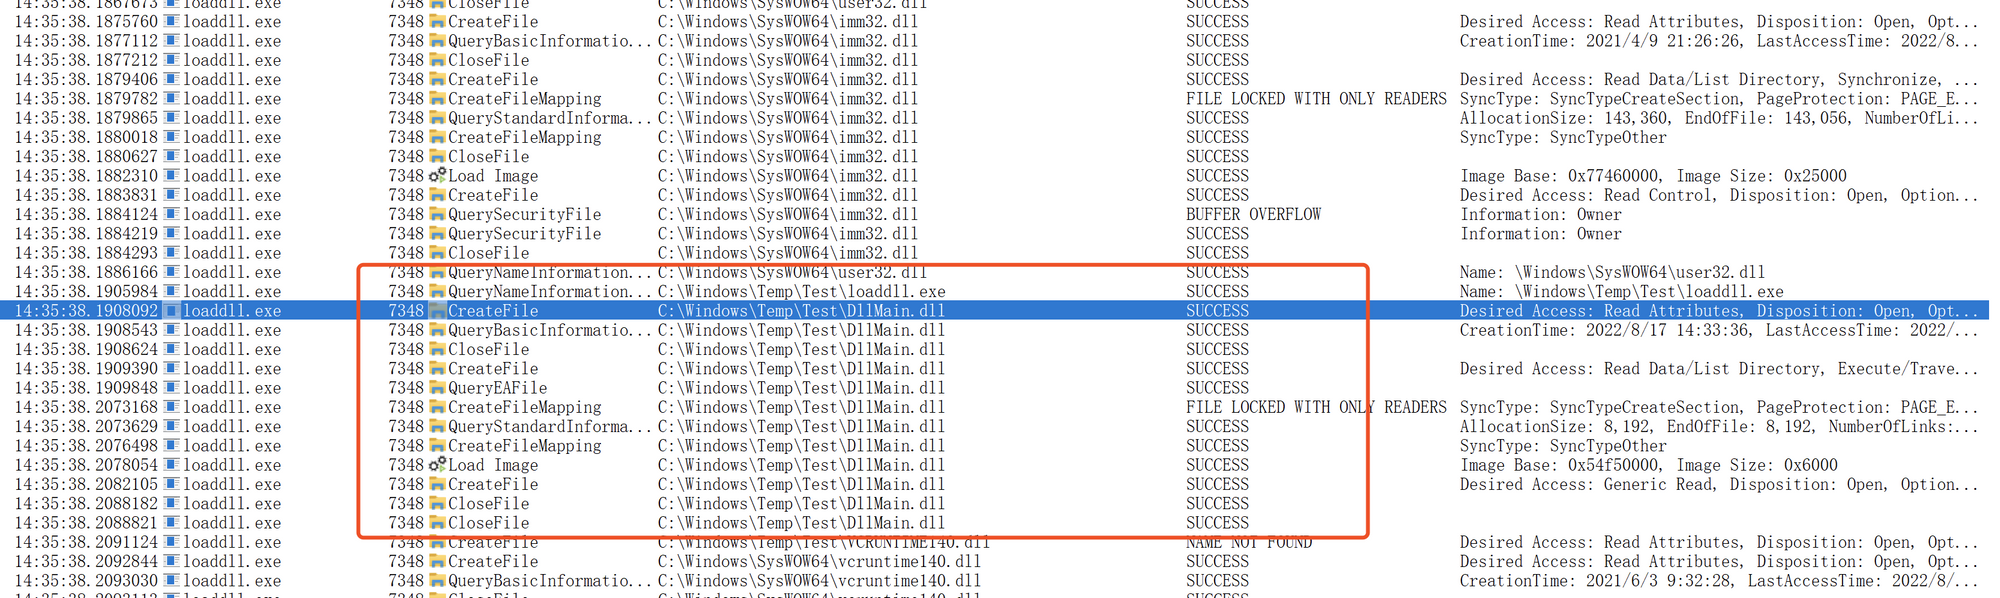 14:35:38.1867673 loaddll.exe 7348 CloseFile C:\Windows\SysWOW64\user32.dll SUCCESS
14:35:38.1875760 loaddll.exe 7348 CreateFile C:\Windows\SysWOW64\imm32.dll SUCCESS Desired Access: Read Attributes, Disposition: Open, Opt...
14:35:38.1877112 loaddll.exe 7348 QueryBasicInformatio... C:\Windows\SysWOW64\imm32.dll SUCCESS CreationTime: 2021/4/9 21:26:26, LastAccessTime: 2022/8...
14:35:38.1877212 loaddll.exe 7348 CloseFile C:\Windows\SysWOW64\imm32.dll SUCCESS
14:35:38.1879406 loaddll.exe 7348 CreateFile C:\Windows\SysWOW64\imm32.dll SUCCESS Desired Access: Read Data/List Directory, Synchronize, ...
14:35:38.1879782 loaddll.exe 7348 CreateFileMapping C:\Windows\SysWOW64\imm32.dll FILE LOCKED WITH ONLY READERS SyncType: SyncTypeCreateSection, PageProtection: PAGE_E...
14:35:38.1879865 loaddll.exe 7348 QueryStandardInforma... C:\Windows\SysWOW64\imm32.dll SUCCESS AllocationSize: 143,360, EndOfFile: 143,056, NumberOfLi...
14:35:38.1880018 loaddll.exe 7348 CreateFileMapping C:\Windows\SysWOW64\imm32.dll SUCCESS SyncType: SyncTypeOther
14:35:38.1880627 loaddll.exe 7348 CloseFile C:\Windows\SysWOW64\imm32.dll SUCCESS
14:35:38.1882310 loaddll.exe 7348 Load Image C:\Windows\SysWOW64\imm32.dll SUCCESS Image Base: 0x77460000, Image Size: 0x25000
14:35:38.1883831 loaddll.exe 7348 CreateFile C:\Windows\SysWOW64\imm32.dll SUCCESS Desired Access: Read Control, Disposition: Open, Option...
14:35:38.1884124 loaddll.exe 7348 QuerySecurityFile C:\Windows\SysWOW64\imm32.dll BUFFER OVERFLOW Information: Owner
14:35:38.1884219 loaddll.exe 7348 QuerySecurityFile C:\Windows\SysWOW64\imm32.dll SUCCESS Information: Owner
14:35:38.1884293 loaddll.exe 7348 CloseFile C:\Windows\SysWOW64\imm32.dll SUCCESS
14:35:38.1886166 loaddll.exe 7348 QueryNameInformation... C:\Windows\SysWOW64\user32.dll SUCCESS Name: \Windows\SysWOW64\user32.dll
14:35:38.1905984 loaddll.exe 7348 QueryNameInformation... C:\Windows\Temp\Test\loaddll.exe SUCCESS Name: \Windows\Temp\Test\loaddll.exe
14:35:38.1908092 loaddll.exe 7348 CreateFile C:\Windows\Temp\Test\DllMain.dll SUCCESS Desired Access: Read Attributes, Disposition: Open, Opt...
14:35:38.1908543 loaddll.exe 7348 QueryBasicInformatio... C:\Windows\Temp\Test\DllMain.dll SUCCESS CreationTime: 2022/8/17 14:33:36, LastAccessTime: 2022/...
14:35:38.1908624 loaddll.exe 7348 CloseFile C:\Windows\Temp\Test\DllMain.dll SUCCESS
14:35:38.1909390 loaddll.exe 7348 CreateFile C:\Windows\Temp\Test\DllMain.dll SUCCESS Desired Access: Read Data/List Directory, Execute/Trave...
14:35:38.1909848 loaddll.exe 7348 QueryEAFile C:\Windows\Temp\Test\DllMain.dll SUCCESS
14:35:38.2073168 loaddll.exe 7348 CreateFileMapping C:\Windows\Temp\Test\DllMain.dll FILE LOCKED WITH ONLY READERS SyncType: SyncTypeCreateSection, PageProtection: PAGE_E...
14:35:38.2073629 loaddll.exe 7348 QueryStandardInforma... C:\Windows\Temp\Test\DllMain.dll SUCCESS AllocationSize: 8,192, EndOfFile: 8,192, NumberOfLinks:...
14:35:38.2076498 loaddll.exe 7348 CreateFileMapping C:\Windows\Temp\Test\DllMain.dll SUCCESS SyncType: SyncTypeOther
14:35:38.2078054 loaddll.exe 7348 Load Image C:\Windows\Temp\Test\DllMain.dll SUCCESS Image Base: 0x54f50000, Image Size: 0x6000
14:35:38.2082105 loaddll.exe 7348 CreateFile C:\Windows\Temp\Test\DllMain.dll SUCCESS Desired Access: Generic Read, Disposition: Open, Option...
14:35:38.2088182 loaddll.exe 7348 CloseFile C:\Windows\Temp\Test\DllMain.dll SUCCESS
14:35:38.2088821 loaddll.exe 7348 CloseFile C:\Windows\Temp\Test\DllMain.dll SUCCESS
14:35:38.2091124 loaddll.exe 7348 CreateFile C:\Windows\Temp\Test\VCRUNTIME140.dll NAME NOT FOUND Desired Access: Read Attributes, Disposition: Open, Opt...
14:35:38.2092844 loaddll.exe 7348 CreateFile C:\Windows\SysWOW64\vcruntime140.dll SUCCESS Desired Access: Read Attributes, Disposition: Open, Opt...
14:35:38.2093030 loaddll.exe 7348 QueryBasicInformatio... C:\Windows\SysWOW64\vcruntime140.dll SUCCESS CreationTime: 2021/6/3 9:32:28, LastAccessTime: 2022/8/...